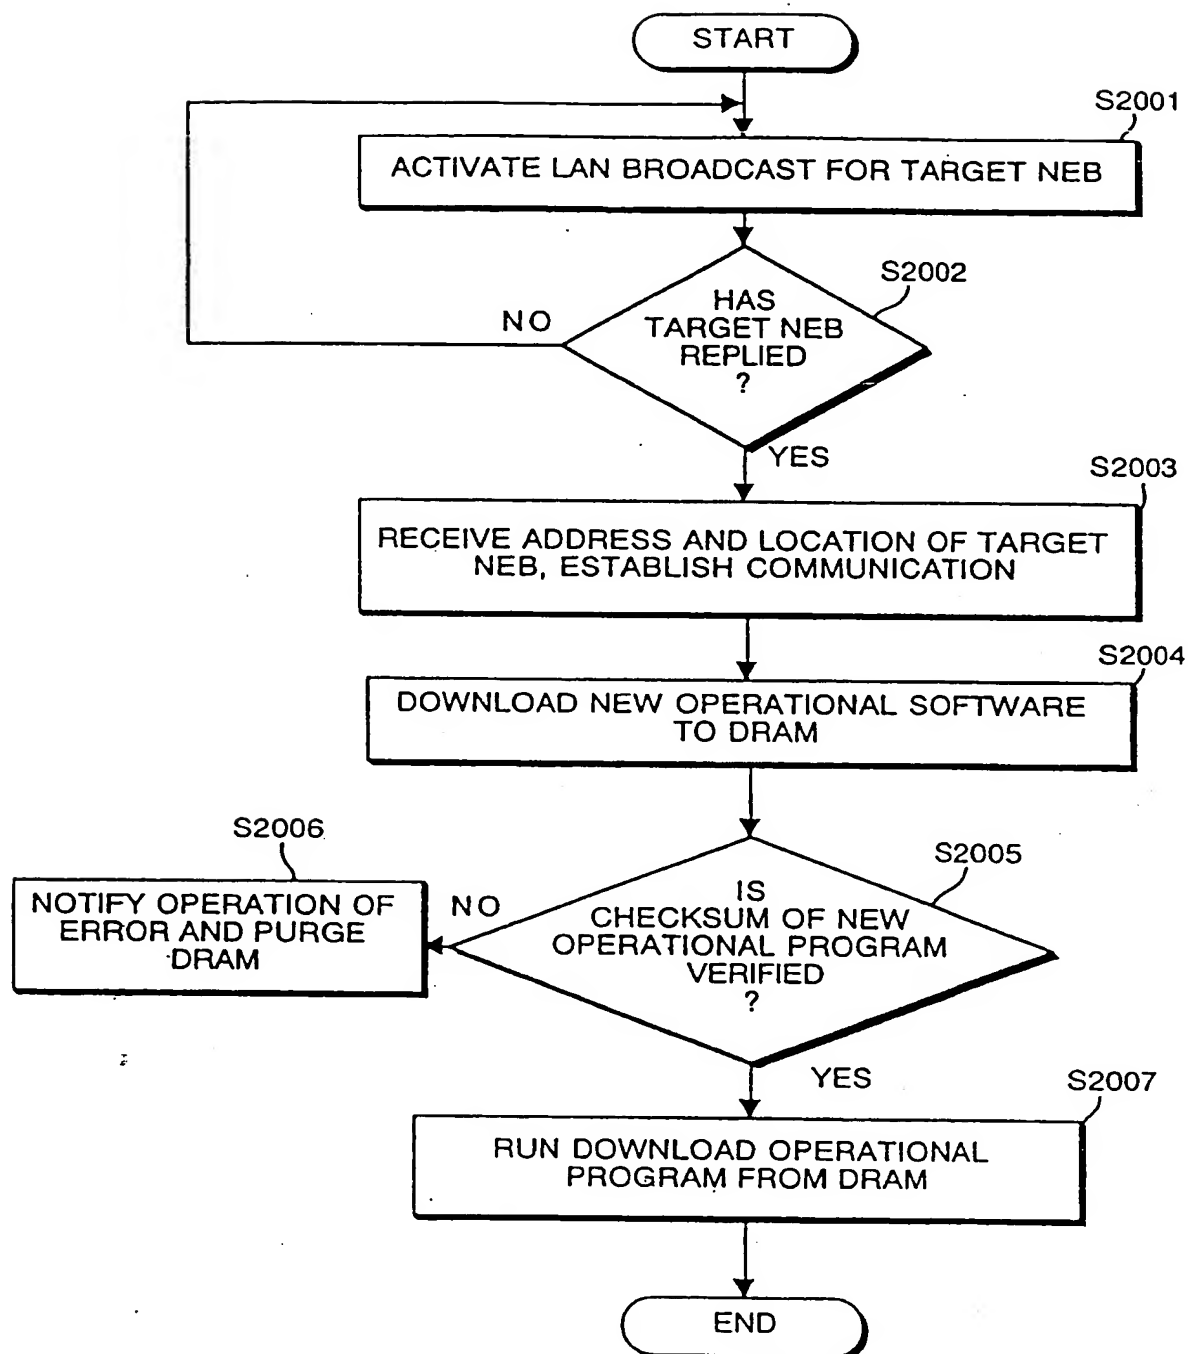 START
S2001
ACTIVATE LAN BROADCAST FOR TARGET NEB
S2002
HAS
TARGET NEB
REPLIED
?
NO
YES
S2003
RECEIVE ADDRESS AND LOCATION OF TARGET
NEB, ESTABLISH COMMUNICATION
S2004
DOWNLOAD NEW OPERATIONAL SOFTWARE
TO DRAM
S2005
IS
CHECKSUM OF NEW
OPERATIONAL PROGRAM
VERIFIED
?
NO
S2006
NOTIFY OPERATION OF
ERROR AND PURGE
DRAM
YES
S2007
RUN DOWNLOAD OPERATIONAL
PROGRAM FROM DRAM
END